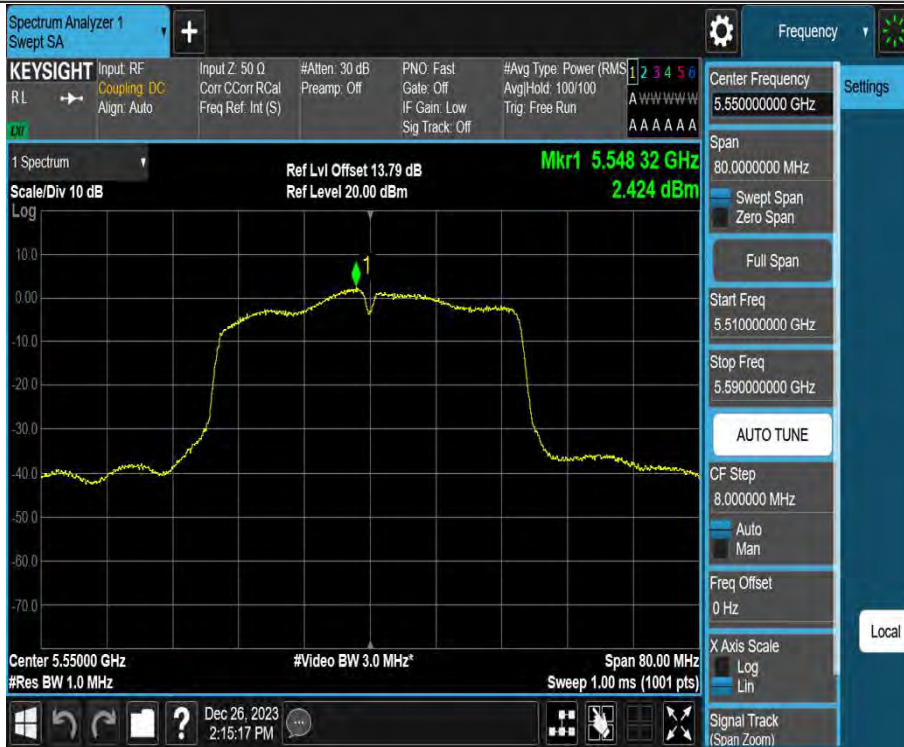 Spectrum Analyzer 1
Swept SA
+
Frequency
KEYSIGHT
RL
Input: RF
Coupling: DC
Align: Auto
Input Z: 50 Ω
Corr CCorr RCal
Freq Ref: Int (S)
#Atten: 30 dB
Preamp: Off
PNO: Fast
Gate: Off
IF Gain: Low
Sig Track: Off
#Avg Type: Power (RMS
Avg|Hold: 100/100
Trig: Free Run
1 2 3 4 5 6
A W W W W W
A A A A A A
LXI
1 Spectrum
Scale/Div 10 dB
Log
Ref Lvl Offset 13.79 dB
Ref Level 20.00 dBm
Mkr1 5.548 32 GHz
2.424 dBm
1
10.0
0.00
-10.0
-20.0
-30.0
-40.0
-50.0
-60.0
-70.0
Center 5.55000 GHz
#Res BW 1.0 MHz
#Video BW 3.0 MHz*
Span 80.00 MHz
Sweep 1.00 ms (1001 pts)
Dec 26, 2023
2:15:17 PM
?
Center Frequency
5.550000000 GHz
Span
80.0000000 MHz
Swept Span
Zero Span
Full Span
Start Freq
5.510000000 GHz
Stop Freq
5.590000000 GHz
AUTO TUNE
CF Step
8.000000 MHz
Auto
Man
Freq Offset
0 Hz
X Axis Scale
Log
Lin
Signal Track
(Span Zoom)
Settings
Local